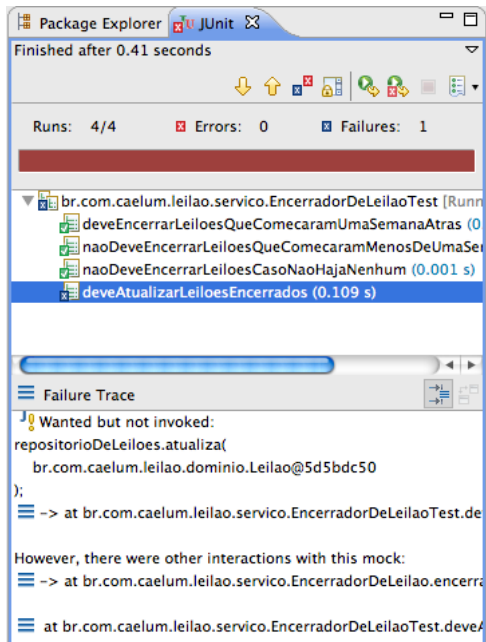 Package Explorer JUnit
Finished after 0.41 seconds
Runs: 4/4 Errors: 0 Failures: 1
br.com.caelum.leilao.servico.EncerradorDeLeilaoTest [Runn
deveEncerrarLeiloesQueComecaramUmaSemanaAtras (0
naoDeveEncerrarLeiloesQueComecaramMenosDeUmaSe
naoDeveEncerrarLeiloesCasoNaoHajaNenhum (0.001 s)
deveAtualizarLeiloesEncerrados (0.109 s)
Failure Trace
Wanted but not invoked:
repositorioDeLeiloes.atualiza(
br.com.caelum.leilao.dominio.Leilao@5d5bdc50
);
-> at br.com.caelum.leilao.servico.EncerradorDeLeilaoTest.de
However, there were other interactions with this mock:
-> at br.com.caelum.leilao.servico.EncerradorDeLeilao.encerra
at br.com.caelum.leilao.servico.EncerradorDeLeilaoTest.deveA